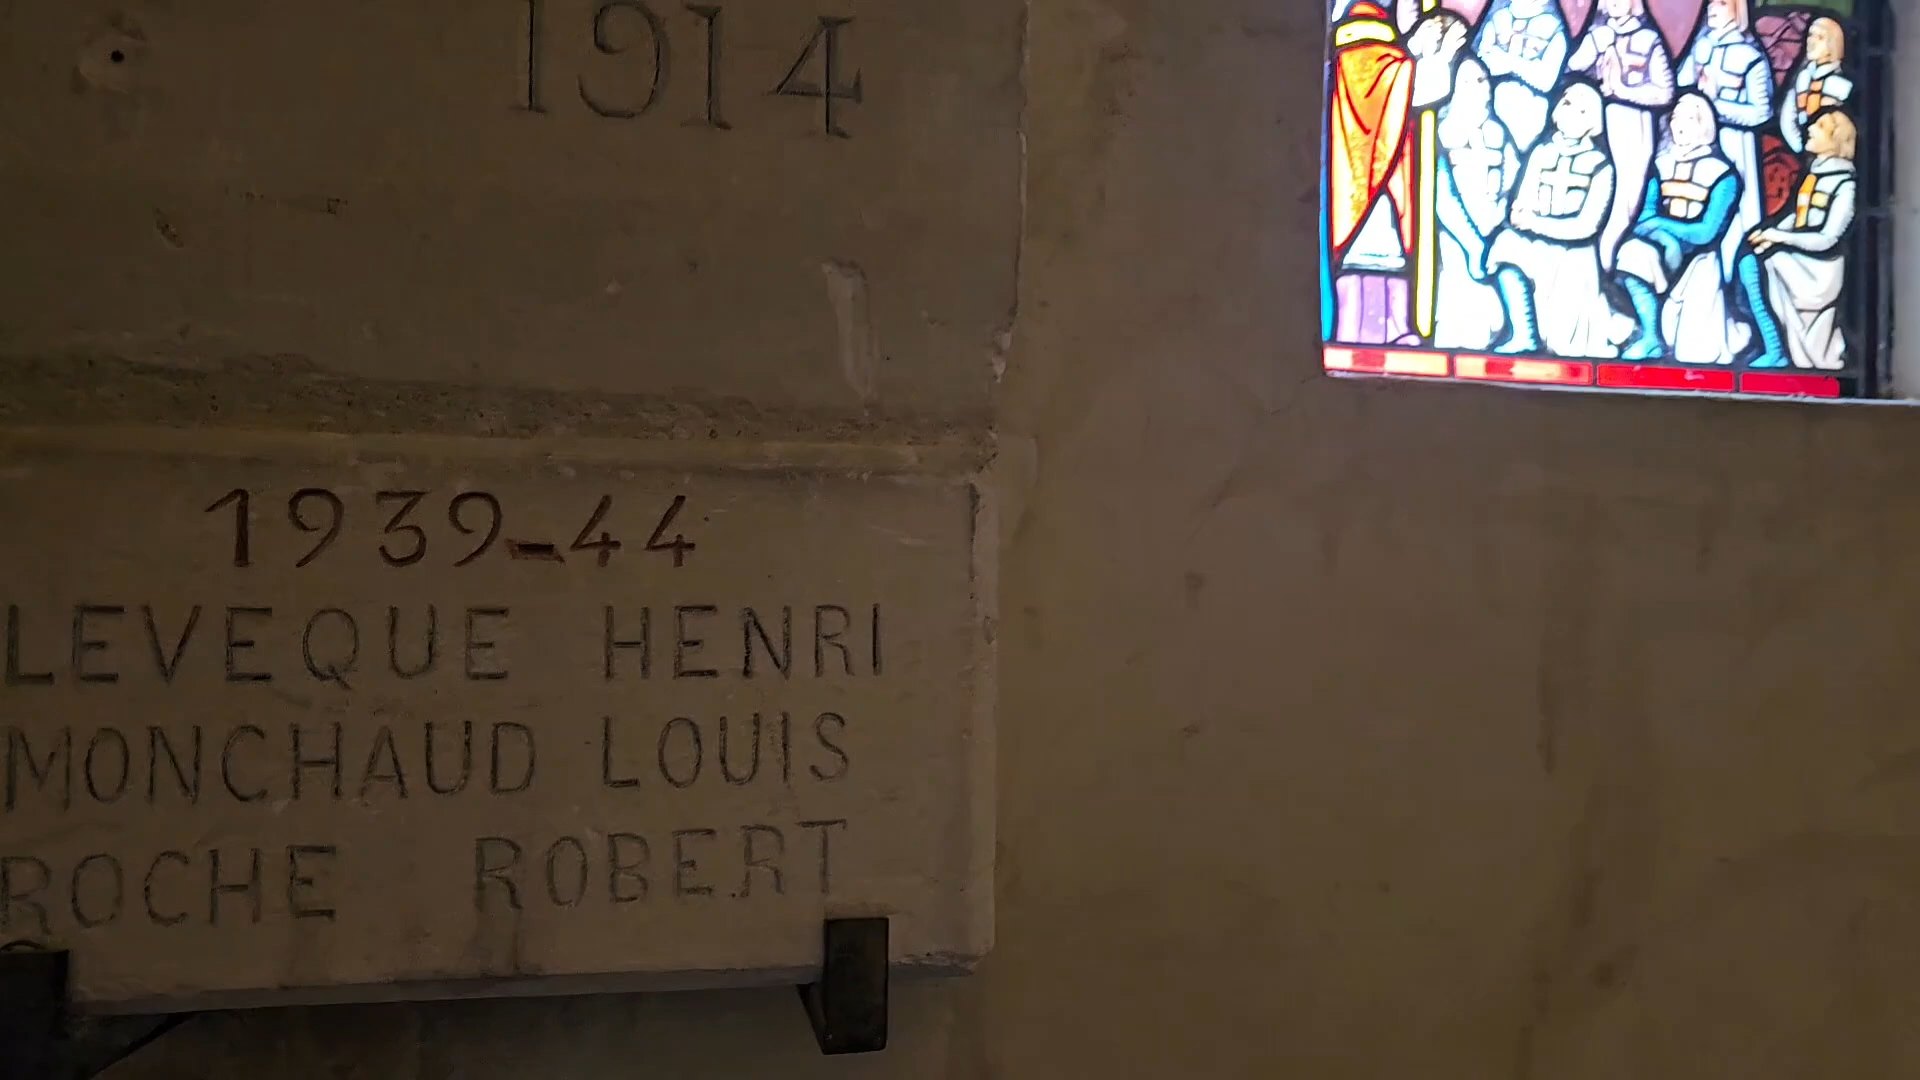 1914
1939-44
LEVEQUE HENRI
MONCHAUD LOUIS
ROCHE ROBERT